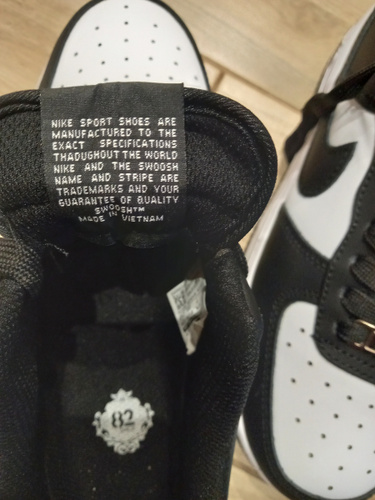 NIKE SPORT SHOES ARE
MANUFACTURED TO THE
EXACT SPECIFICATIONS
THADUGHOUT THE WORLD
NIKE AND THE SWOOSH
NAME AND STRIPE ARE
TRADEMARKS AND YOUR
GUARANTEE OF QUALITY
SWOOSH™
MADE IN VIETNAM
82